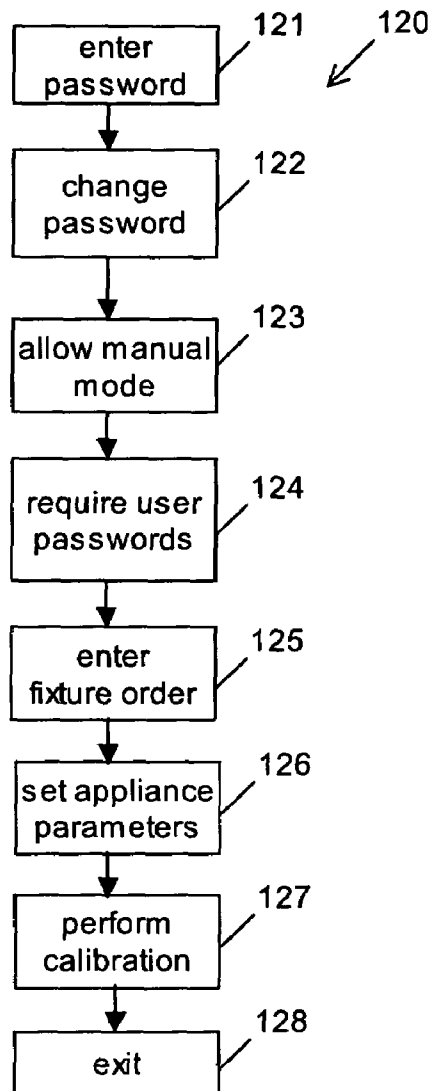 121
120
enter
password
122
change
password
123
allow manual
mode
124
require user
passwords
125
enter
fixture order
126
set appliance
parameters
127
perform
calibration
128
exit